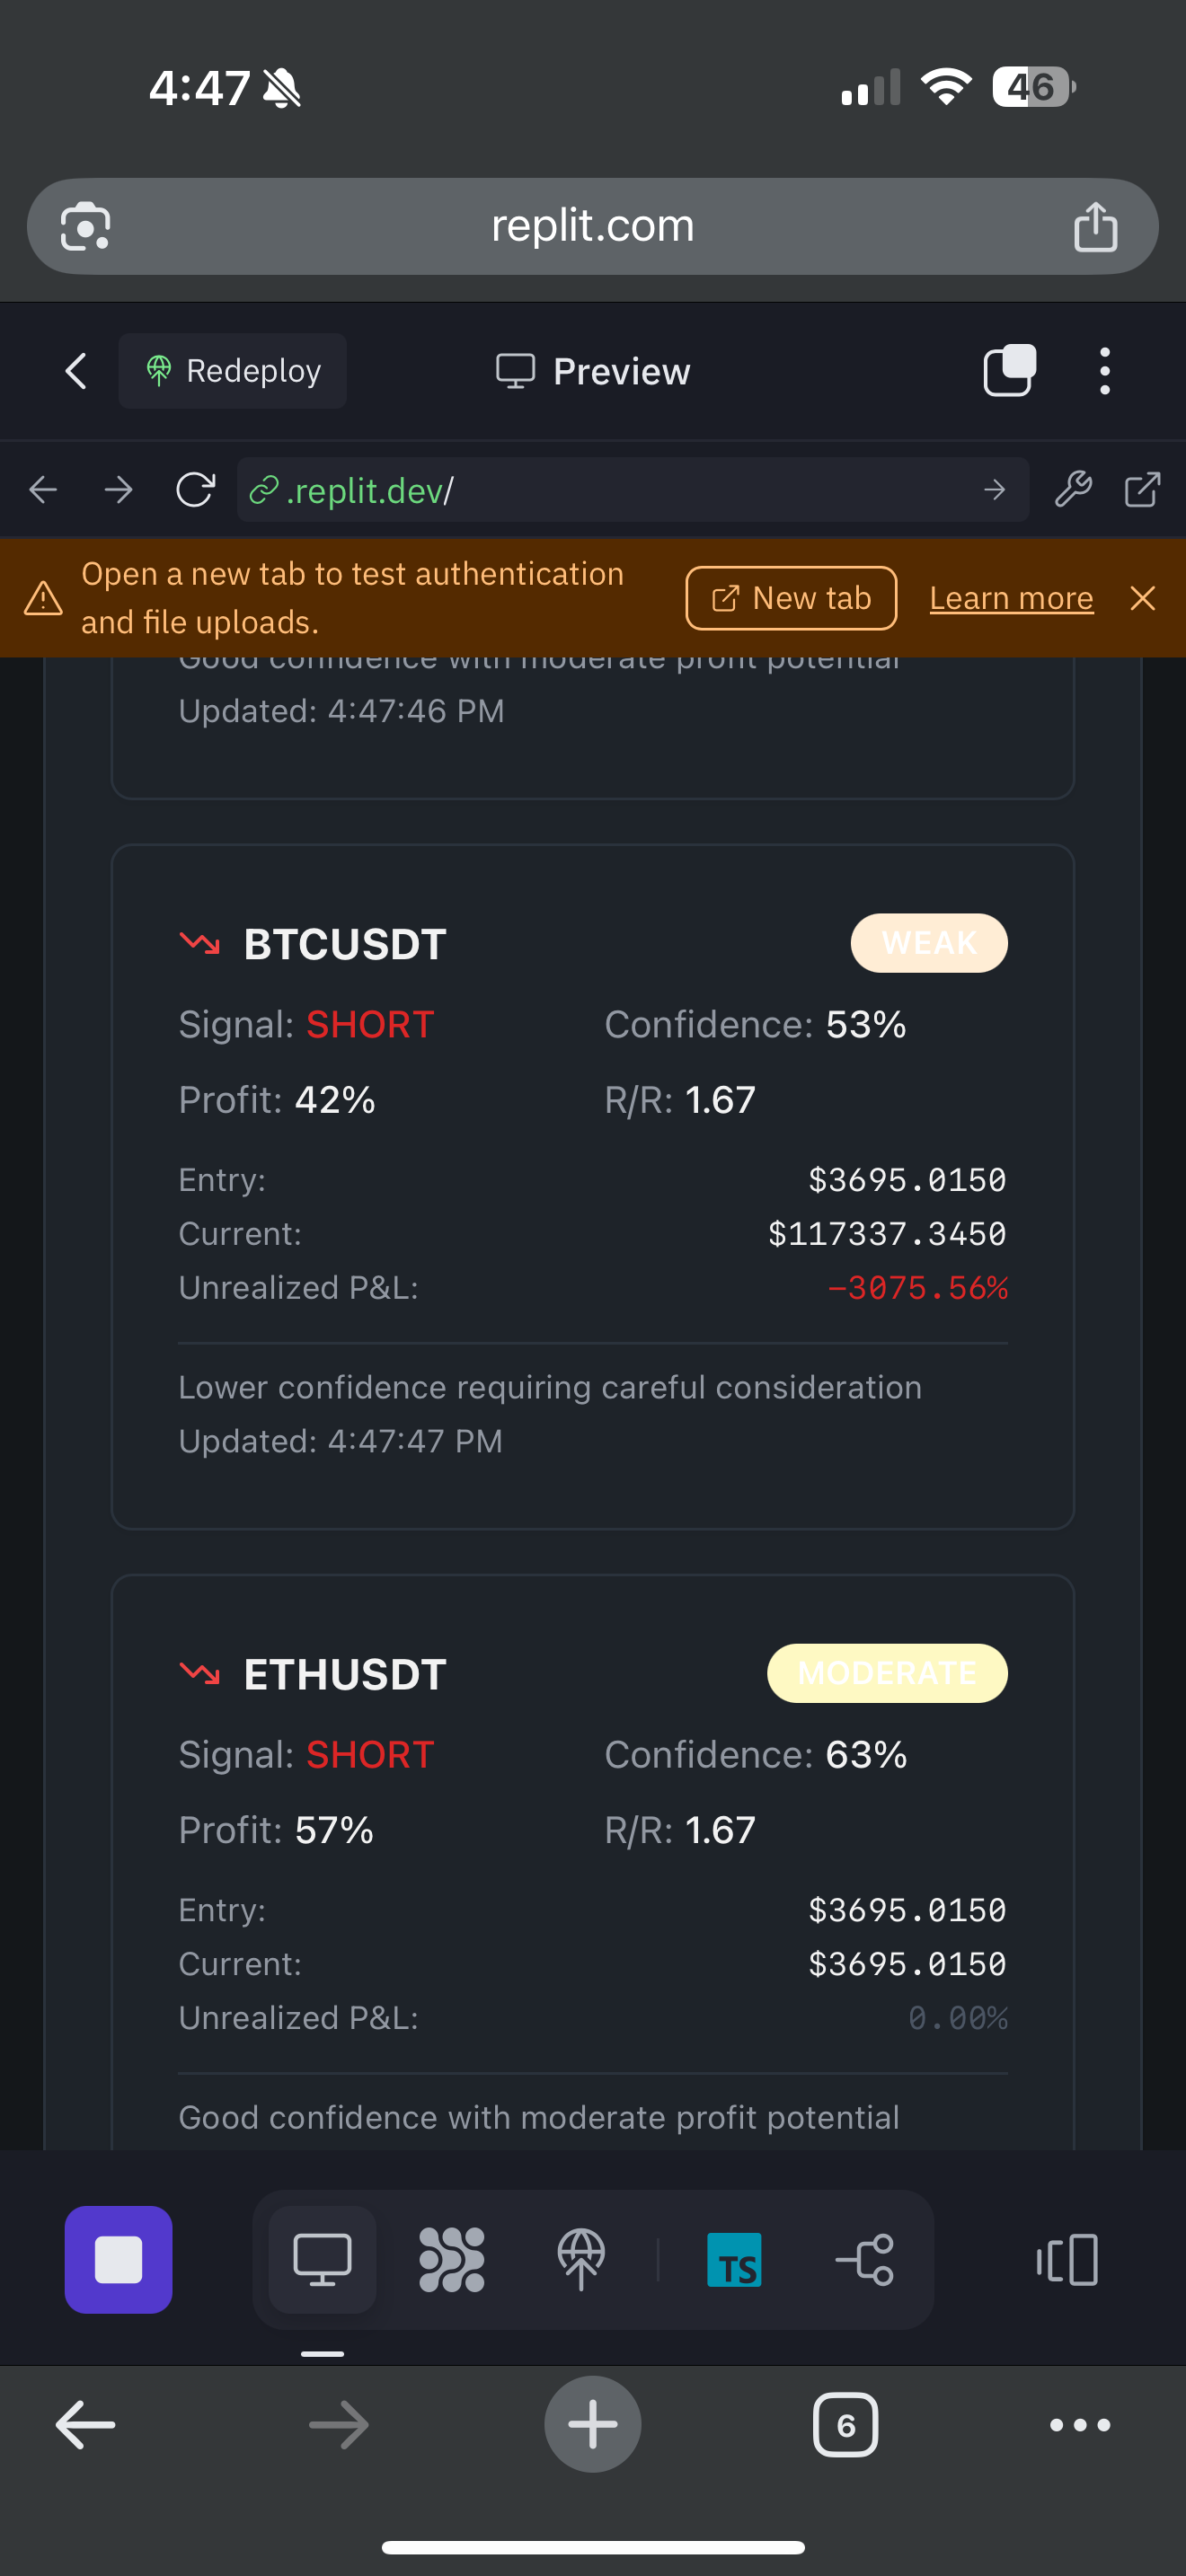 4:47
46
replit.com
Redeploy
Preview
.replit.dev/
Open a new tab to test authentication
and file uploads.
New tab
Learn more
Good confidence with moderate profit potential
Updated: 4:47:46 PM
BTCUSDT
WEAK
Signal: SHORT
Confidence: 53%
Profit: 42%
R/R: 1.67
Entry:
$3695.0150
Current:
$117337.3450
Unrealized P&L:
-3075.56%
Lower confidence requiring careful consideration
Updated: 4:47:47 PM
ETHUSDT
MODERATE
Signal: SHORT
Confidence: 63%
Profit: 57%
R/R: 1.67
Entry:
$3695.0150
Current:
$3695.0150
Unrealized P&L:
0.00%
Good confidence with moderate profit potential
TS
6